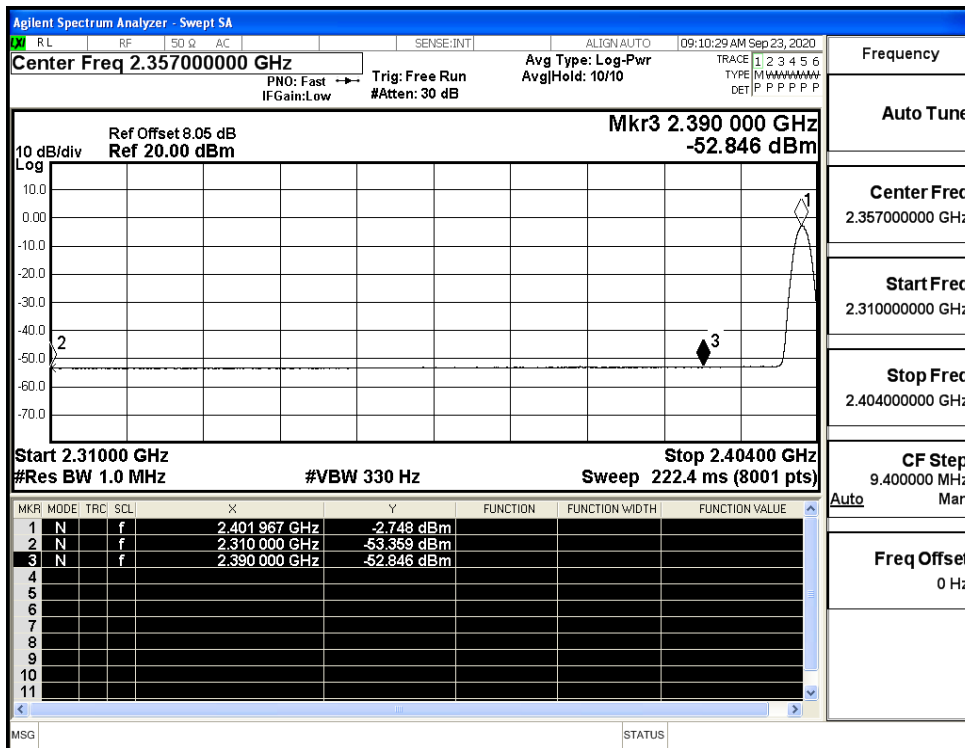 Agilent Spectrum Analyzer - Swept SA
LXI RL RF 50 Ω AC SENSE:INT ALIGN AUTO 09:10:29 AM Sep 23, 2020
Center Freq 2.357000000 GHz
PNO: Fast
IFGain:Low
Trig: Free Run
#Atten: 30 dB
Avg Type: Log-Pwr
Avg|Hold: 10/10
TRACE 1 2 3 4 5 6
TYPE M W W W W W
DET P P P P P P
Ref Offset 8.05 dB
10 dB/div Ref 20.00 dBm
Log
Mkr3 2.390 000 GHz
-52.846 dBm
10.0
0.00
-10.0
-20.0
-30.0
-40.0
-50.0
-60.0
-70.0
1
2
3
Start 2.31000 GHz Stop 2.40400 GHz
#Res BW 1.0 MHz #VBW 330 Hz Sweep 222.4 ms (8001 pts)
MKR MODE TRC SCL X Y FUNCTION FUNCTION WIDTH FUNCTION VALUE
1 N f 2.401 967 GHz -2.748 dBm
2 N f 2.310 000 GHz -53.359 dBm
3 N f 2.390 000 GHz -52.846 dBm
4
5
6
7
8
9
10
11
MSG STATUS
Frequency
Auto Tune
Center Freq
2.357000000 GHz
Start Freq
2.310000000 GHz
Stop Freq
2.404000000 GHz
CF Step
9.400000 MHz
Auto Man
Freq Offset
0 Hz